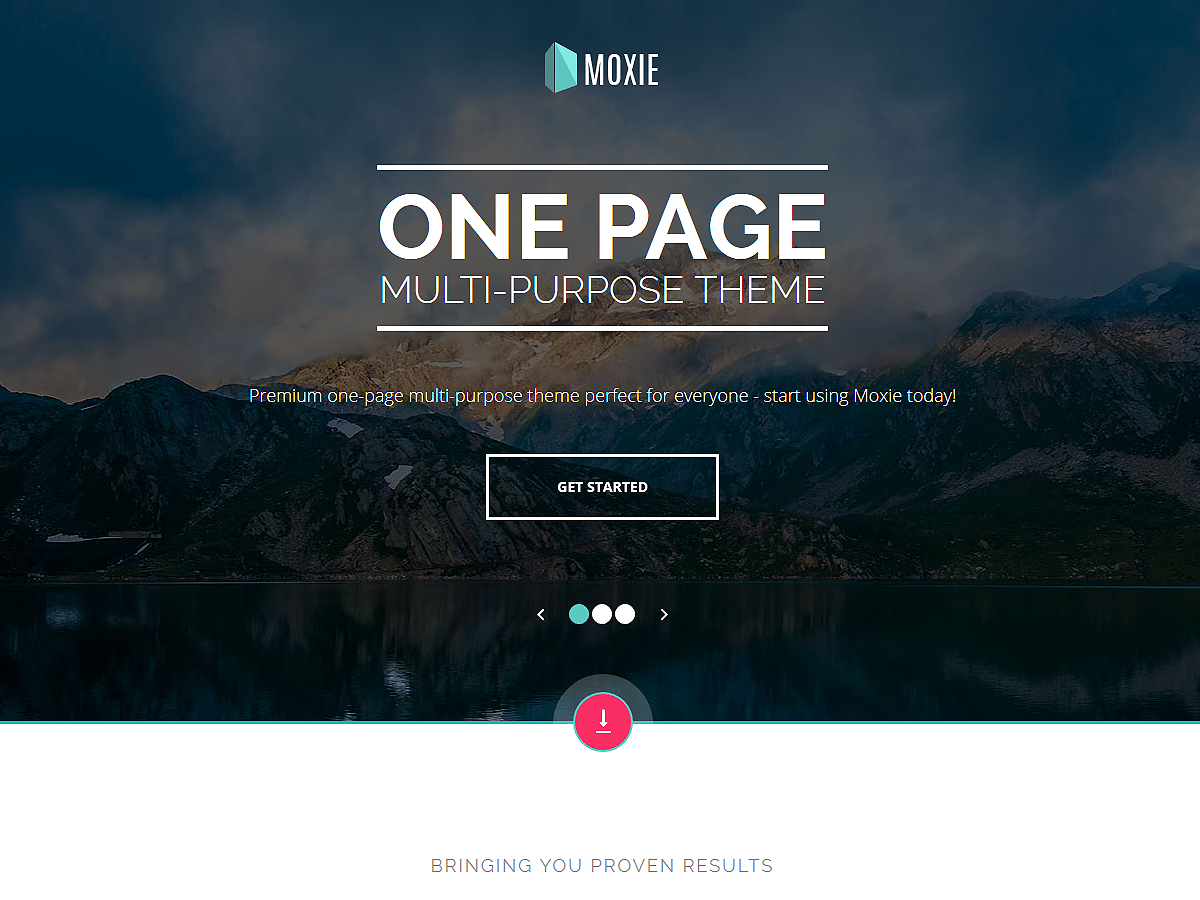 MOXIE
ONE PAGE
MULTI-PURPOSE THEME
Premium one-page multi-purpose theme perfect for everyone - start using Moxie today!
GET STARTED
BRINGING YOU PROVEN RESULTS